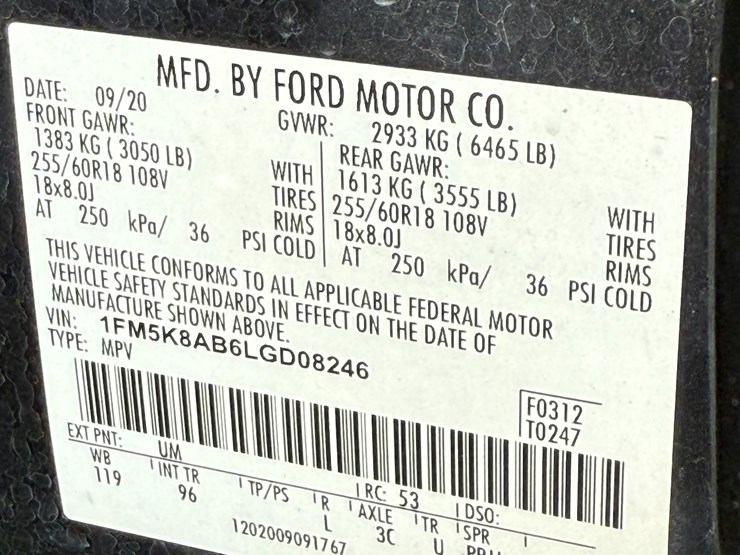 MFD. BY FORD MOTOR CO.
DATE: 09/20
GVWR: 2933 KG ( 6465 LB)
FRONT GAWR:
1383 KG ( 3050 LB) WITH
255/60R18 108V TIRES
18x8.0J RIMS
AT 250 kPa/ 36 PSI COLD
REAR GAWR:
1613 KG ( 3555 LB) WITH
255/60R18 108V TIRES
18x8.0J RIMS
AT 250 kPa/ 36 PSI COLD
THIS VEHICLE CONFORMS TO ALL APPLICABLE FEDERAL MOTOR
VEHICLE SAFETY STANDARDS IN EFFECT ON THE DATE OF
MANUFACTURE SHOWN ABOVE.
VIN: 1FM5K8AB6LGD08246
TYPE: MPV
F0312
T0247
EXT PNT: UM RC: 53 DSO:
WB INT TR TP/PS R AXLE TR SPR
119 96 L 3C U
1202009091767